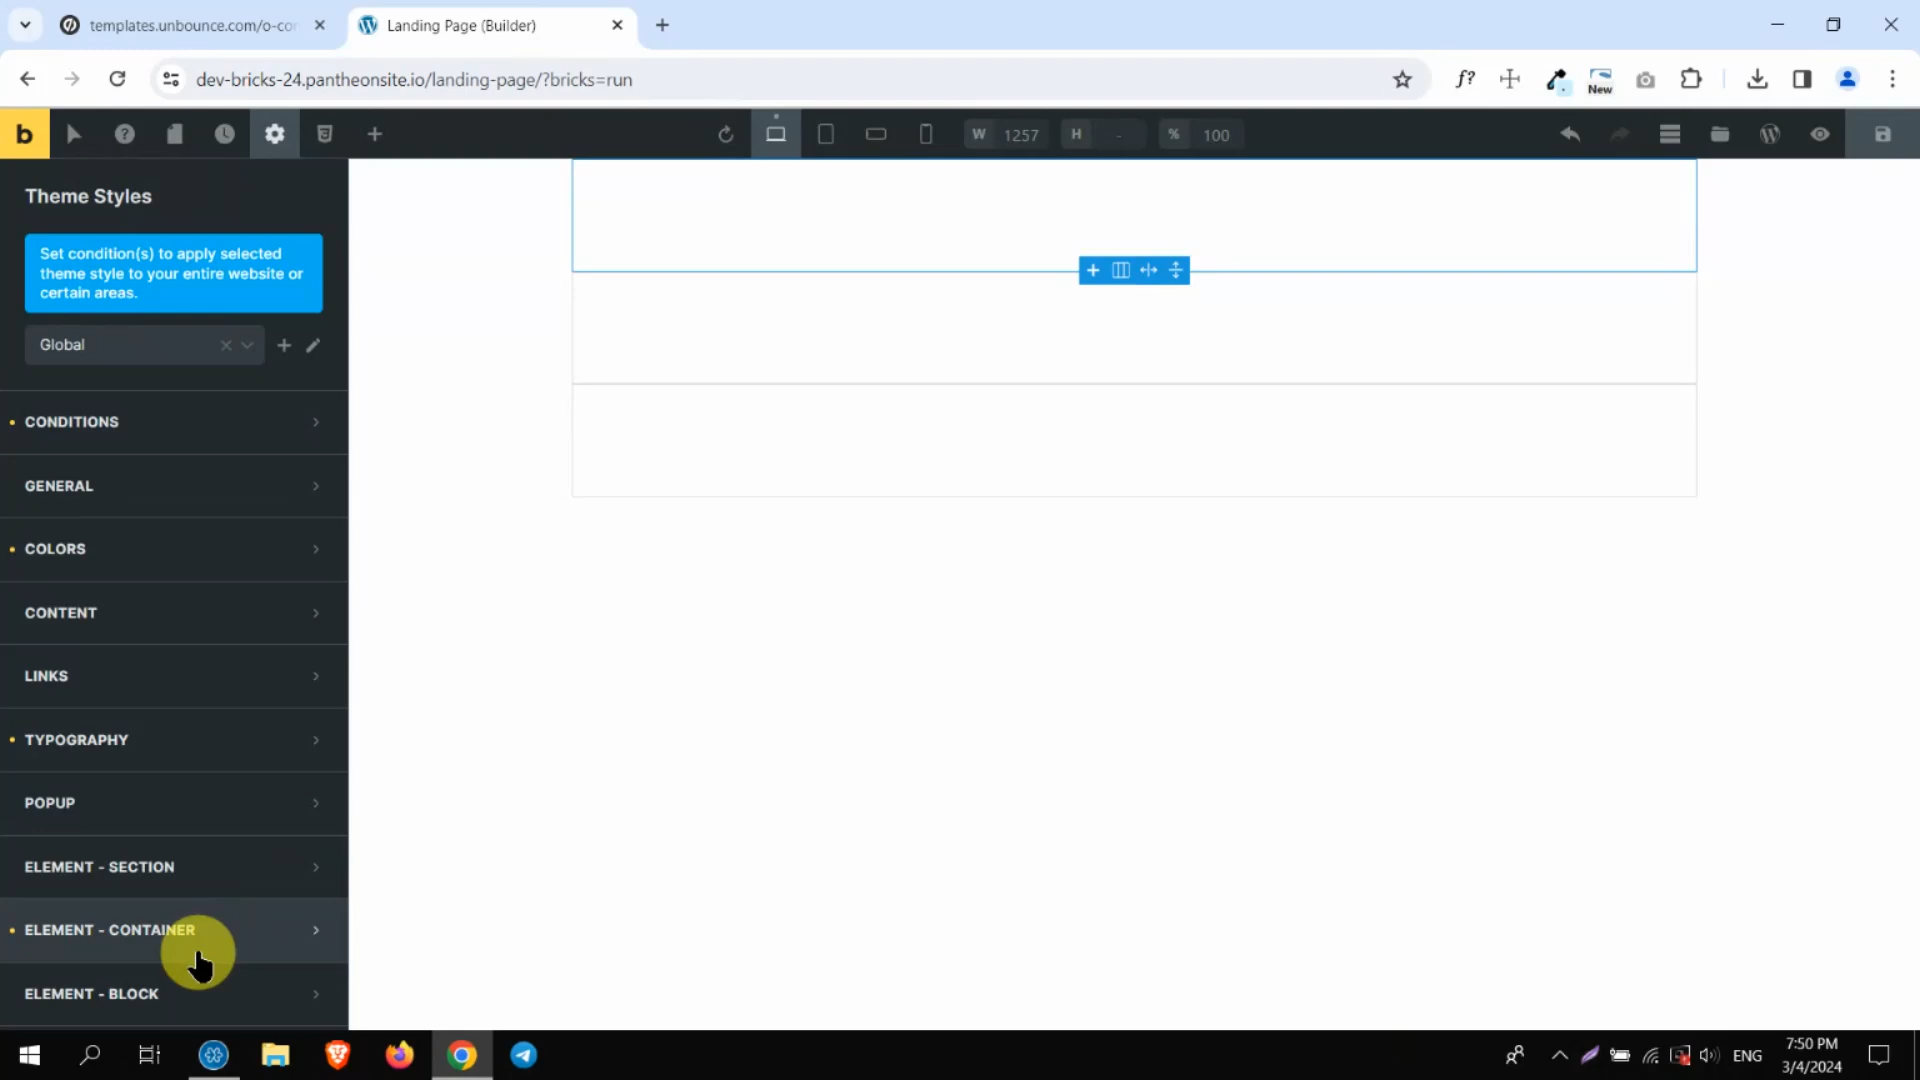 templates.unbounce.com/o-cor
Landing Page (Builder)
dev-bricks-24.pantheonsite.io/landing-page/?bricks=run
f?
New
b
W 1257 H - % 100
Theme Styles
Set condition(s) to apply selected
theme style to your entire website or
certain areas.
Global
CONDITIONS
GENERAL
COLORS
CONTENT
LINKS
TYPOGRAPHY
POPUP
ELEMENT - SECTION
ELEMENT - CONTAINER
ELEMENT - BLOCK
ENG
7:50 PM
3/4/2024